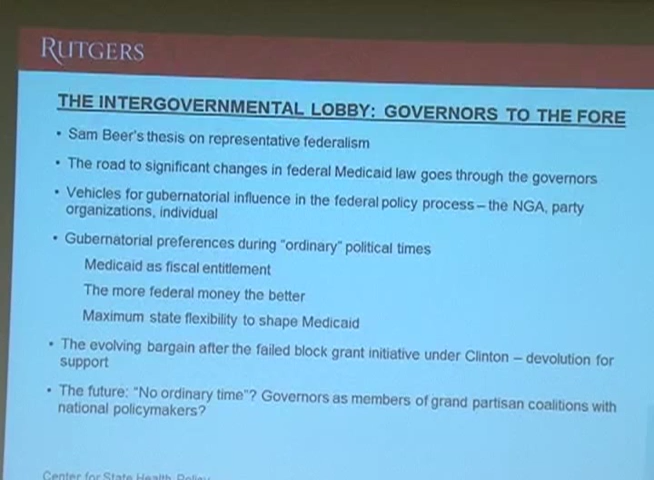 RUTGERS
THE INTERGOVERNMENTAL LOBBY: GOVERNORS TO THE FORE
• Sam Beer's thesis on representative federalism
• The road to significant changes in federal Medicaid law goes through the governors
• Vehicles for gubernatorial influence in the federal policy process – the NGA, party
organizations, individual
• Gubernatorial preferences during "ordinary" political times
Medicaid as fiscal entitlement
The more federal money the better
Maximum state flexibility to shape Medicaid
• The evolving bargain after the failed block grant initiative under Clinton – devolution for
support
• The future: "No ordinary time"? Governors as members of grand partisan coalitions with
national policymakers?
Center for State Health Policy